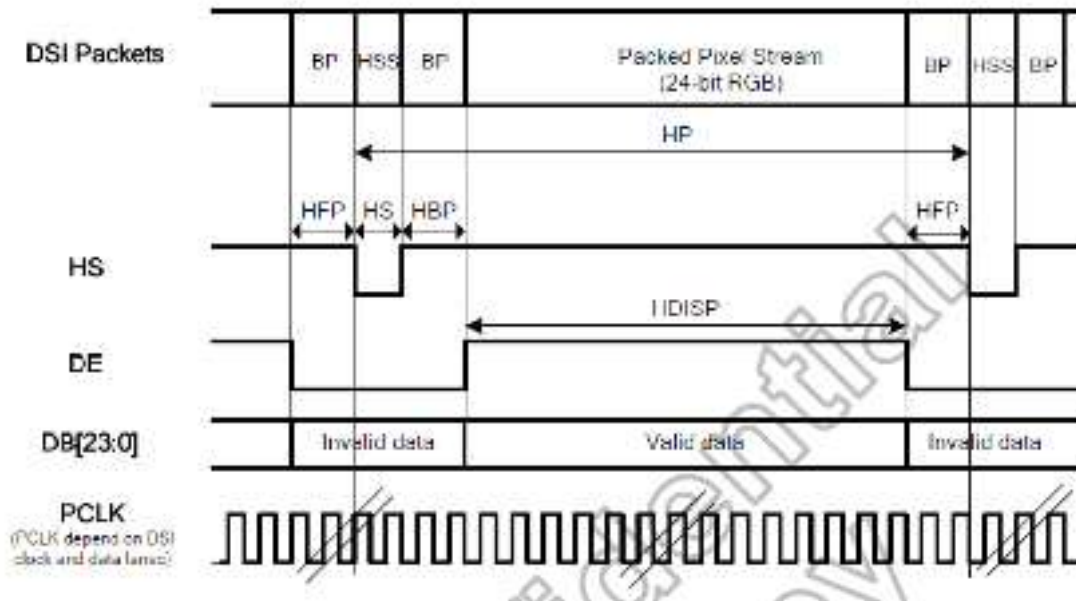 DSI Packets
BP HSS BP Packed Pixel Stream BP HSS BP
(24-bit RGB)
HP
HFP HS HBP HFP
HS
HDISP
DE
DB[23:0] Invalid data Valid data Invalid data
PCLK
(PCLK depend on DSI
clock and data lanes)